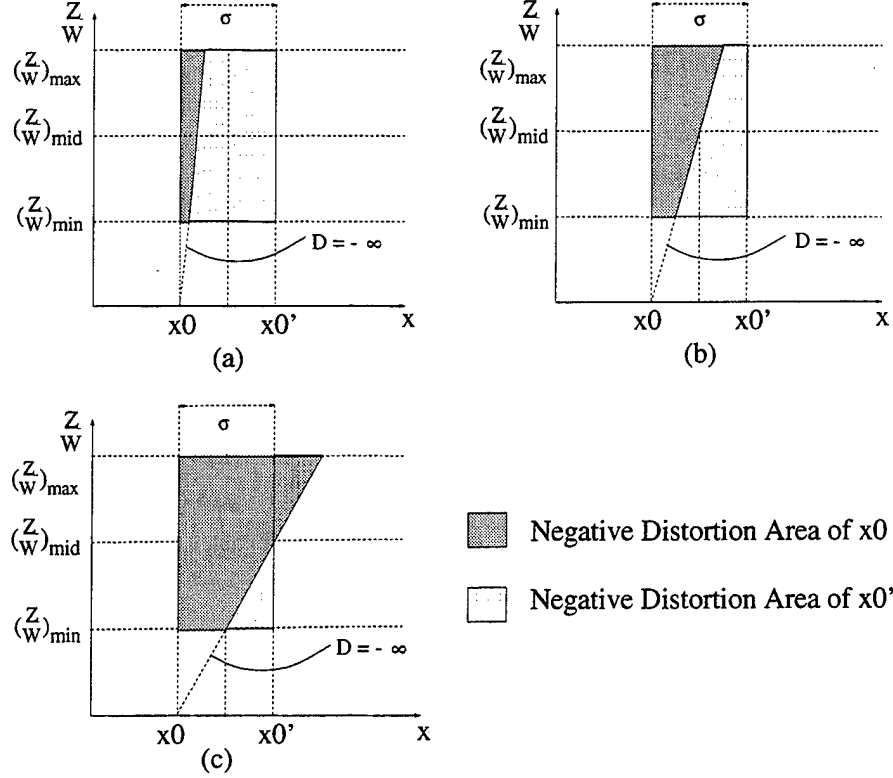 Z
W
σ
(Z/W)max
(Z/W)mid
(Z/W)min
D = - ∞
x0 x0' x
(a)
Z
W
σ
(Z/W)max
(Z/W)mid
(Z/W)min
D = - ∞
x0 x0' x
(b)
Z
W
σ
(Z/W)max
(Z/W)mid
(Z/W)min
D = - ∞
x0 x0' x
(c)
Negative Distortion Area of x0
Negative Distortion Area of x0'